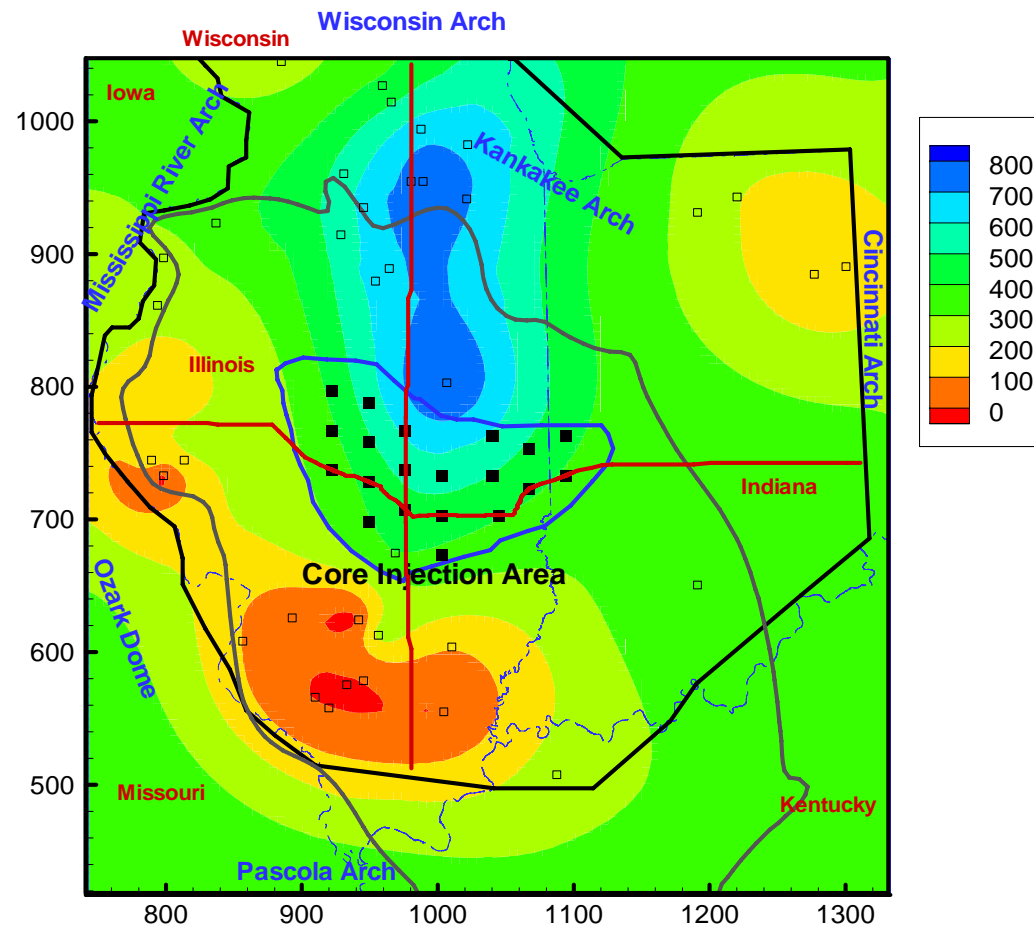 Wisconsin Arch
Wisconsin
Iowa
Mississippi River Arch
Kankakee Arch
Cincinnati Arch
Illinois
Indiana
Core Injection Area
Ozark Dome
Missouri
Kentucky
Pascola Arch
1000
900
800
700
600
500
800
900
1000
1100
1200
1300
800
700
600
500
400
300
200
100
0